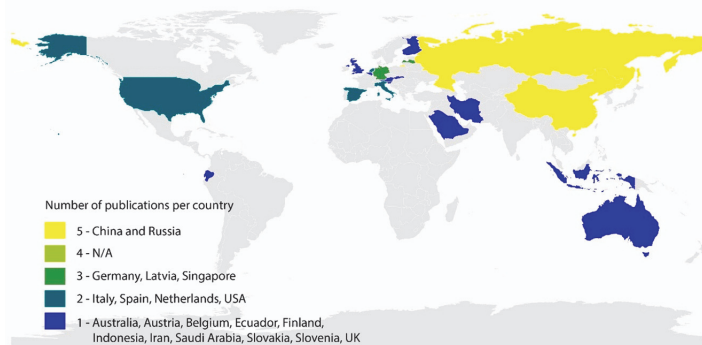 Number of publications per country
5 - China and Russia
4 - N/A
3 - Germany, Latvia, Singapore
2 - Italy, Spain, Netherlands, USA
1 - Australia, Austria, Belgium, Ecuador, Finland,
Indonesia, Iran, Saudi Arabia, Slovakia, Slovenia, UK